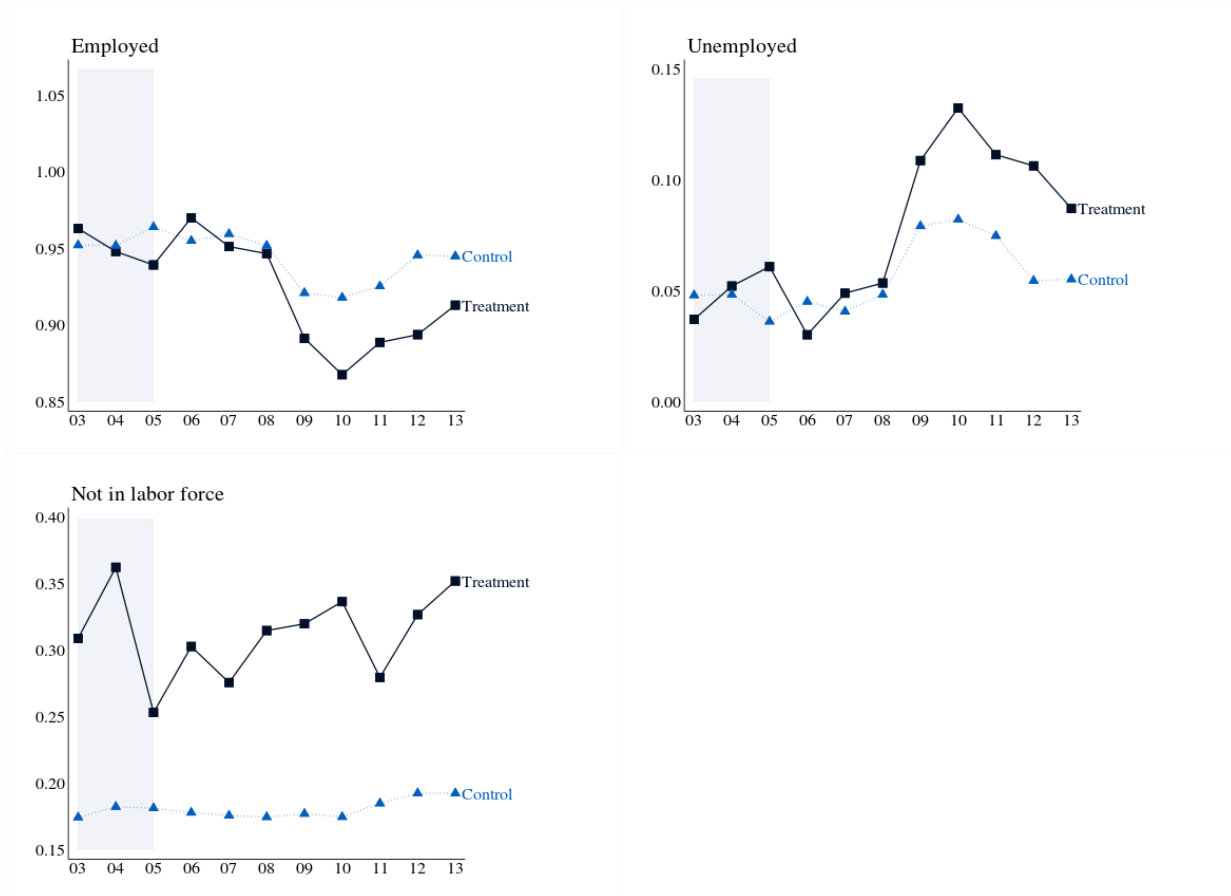 Employed
1.05
1.00
0.95
0.90
0.85
Control
Treatment
03 04 05 06 07 08 09 10 11 12 13
Unemployed
0.15
0.10
0.05
0.00
Treatment
Control
03 04 05 06 07 08 09 10 11 12 13
Not in labor force
0.40
0.35
0.30
0.25
0.20
0.15
Treatment
Control
03 04 05 06 07 08 09 10 11 12 13